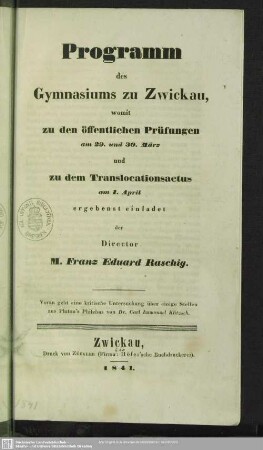 Programm
des
Gymnasiums zu Zwickau,
womit
zu den öffentlichen Prüfungen
am 29. und 30. März
und
zu dem Translocationsactus
am 1. April
ergebenst einladet
der
Director
M. Franz Eduard Raschig.
Voran geht eine kritische Untersuchung über einige Stellen
aus Platon's Philebus von Dr. Carl
Zwickau,
Druck von Zückler (Firma: Höfer'sche Buchdruckerei).
1841.